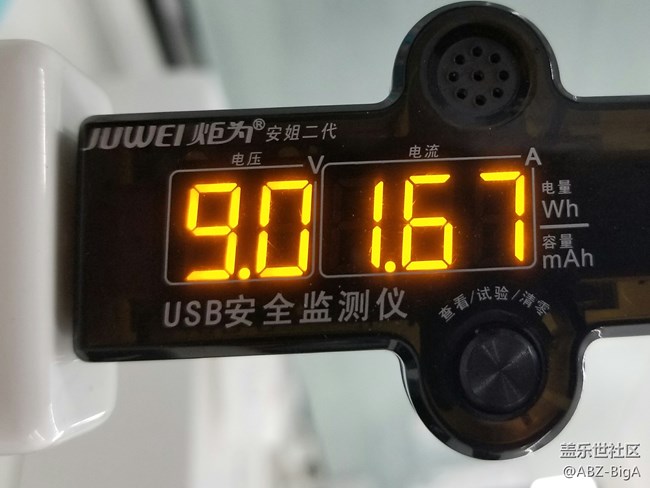 JUWEI 炬为® 安姐二代
电压 V 电流 A
9.0 1.67
电量
Wh
容量
mAh
USB安全监测仪
查看/试验/清零
盖乐世社区
@ABZ-BigA